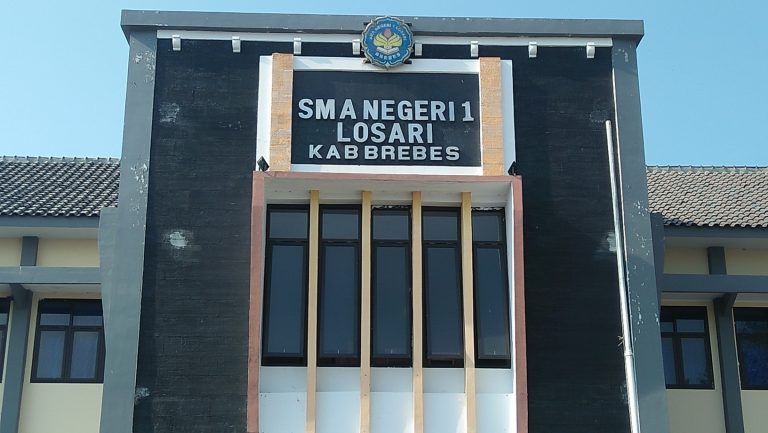 SMA NEGERI 1
LOSARI
KAB BREBES